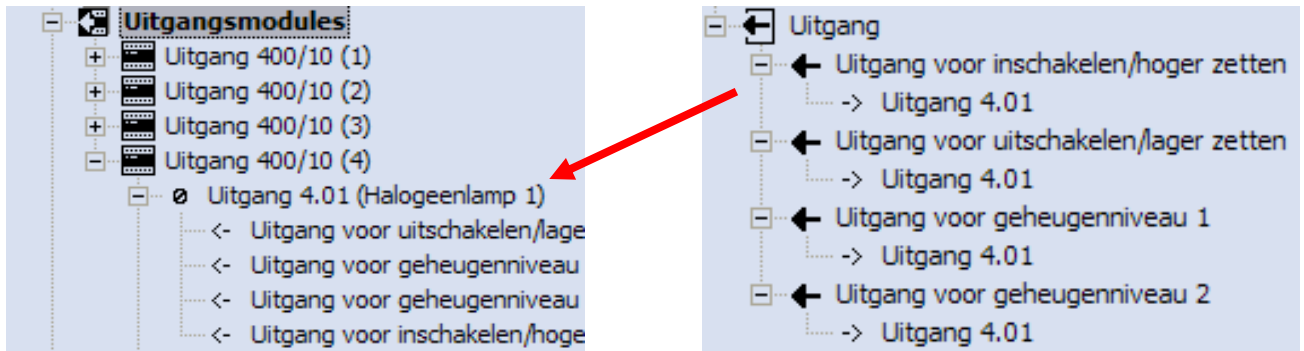 Uitgangsmodules
Uitgang 400/10 (1)
Uitgang 400/10 (2)
Uitgang 400/10 (3)
Uitgang 400/10 (4)
Uitgang 4.01 (Halogeenlamp 1)
<- Uitgang voor uitschakelen/lage
<- Uitgang voor geheugenniveau
<- Uitgang voor geheugenniveau
<- Uitgang voor inschakelen/hoge
Uitgang
Uitgang voor inschakelen/hoger zetten
-> Uitgang 4.01
Uitgang voor uitschakelen/lager zetten
-> Uitgang 4.01
Uitgang voor geheugenniveau 1
-> Uitgang 4.01
Uitgang voor geheugenniveau 2
-> Uitgang 4.01